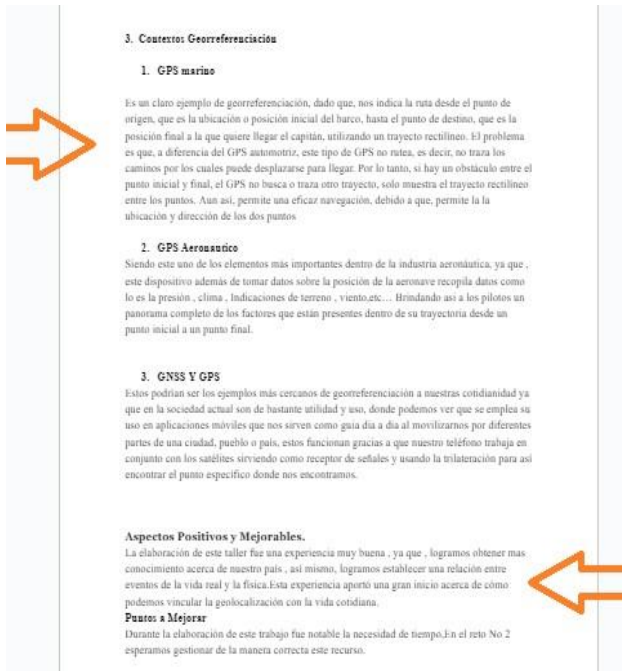 3. Contextos Georreferenciación
1. GPS marino
Es un claro ejemplo de georreferenciación, dado que, nos indica la ruta desde el punto de
origen, que es la ubicación o posición inicial del barco, hasta el punto de destino, que es la
posición final a la que quiere llegar el capitán, utilizando un trayecto rectilíneo. El problema
es que, a diferencia del GPS automotriz, este tipo de GPS no rutea, es decir, no traza los
caminos por los cuales puede desplazarse para llegar. Por lo tanto, si hay un obstáculo entre el
punto inicial y final, el GPS no busca o traza otro trayecto, solo muestra el trayecto rectilíneo
entre los puntos. Aun así, permite una eficaz navegación, debido a que, permite la la
ubicación y dirección de los dos puntos
2. GPS Aeronautico
Siendo este uno de los elementos más importantes dentro de la industria aeronáutica, ya que ,
este dispositivo además de tomar datos sobre la posición de la aeronave recopila datos como
lo es la presión , clima , Indicaciones de terreno , viento,etc… Brindando asi a los pilotos un
panorama completo de los factores que están presentes dentro de su trayectoria desde un
punto inicial a un punto final.
3. GNSS Y GPS
Estos podrían ser los ejemplos más cercanos de georreferenciación a nuestras cotidianidad ya
que en la sociedad actual son de bastante utilidad y uso, donde podemos ver que se emplea su
uso en aplicaciones móviles que nos sirven como guia dia a dia al movilizarnos por diferentes
partes de una ciudad, pueblo o país, estos funcionan gracias a que nuestro teléfono trabaja en
conjunto con los satélites sirviendo como receptor de señales y usando la trilateración para asi
encontrar el punto específico donde nos encontramos.
Aspectos Positivos y Mejorables.
La elaboración de este taller fue una experiencia muy buena , ya que , logramos obtener mas
conocimiento acerca de nuestro país , así mismo, logramos establecer una relación entre
eventos de la vida real y la física.Esta experiencia aportó una gran inicio acerca de cómo
podemos vincular la geolocalización con la vida cotidiana.
Puntos a Mejorar
Durante la elaboración de este trabajo fue notable la necesidad de tiempo.En el reto No 2
esperamos gestionar de la manera correcta este recurso.